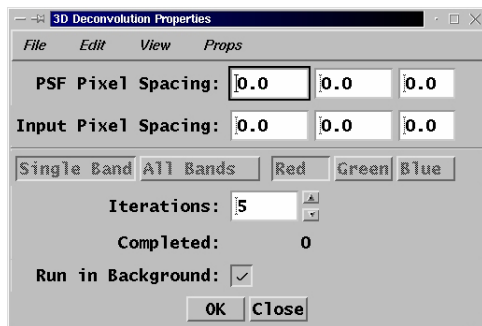 3D Deconvolution Properties
File Edit View Props
PSF Pixel Spacing: 0.0 0.0 0.0
Input Pixel Spacing: 0.0 0.0 0.0
Single Band All Bands Red Green Blue
Iterations: 5
Completed: 0
Run in Background:
OK Close